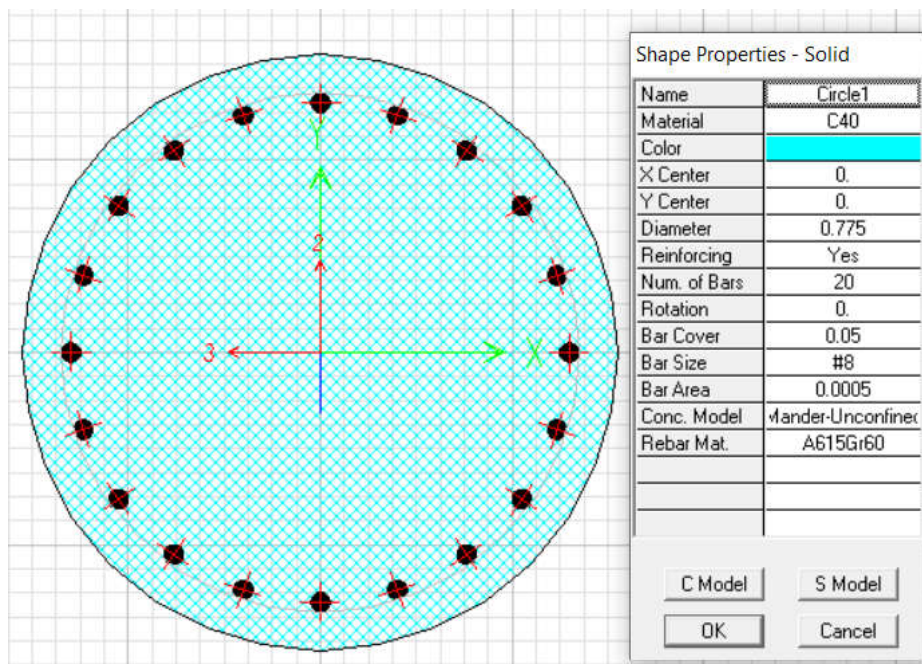 Y
2
3
X
Shape Properties - Solid
Name Circle1
Material C40
Color
X Center 0.
Y Center 0.
Diameter 0.775
Reinforcing Yes
Num. of Bars 20
Rotation 0.
Bar Cover 0.05
Bar Size #8
Bar Area 0.0005
Conc. Model Mander-Unconfined
Rebar Mat. A615Gr60
C Model S Model
OK Cancel